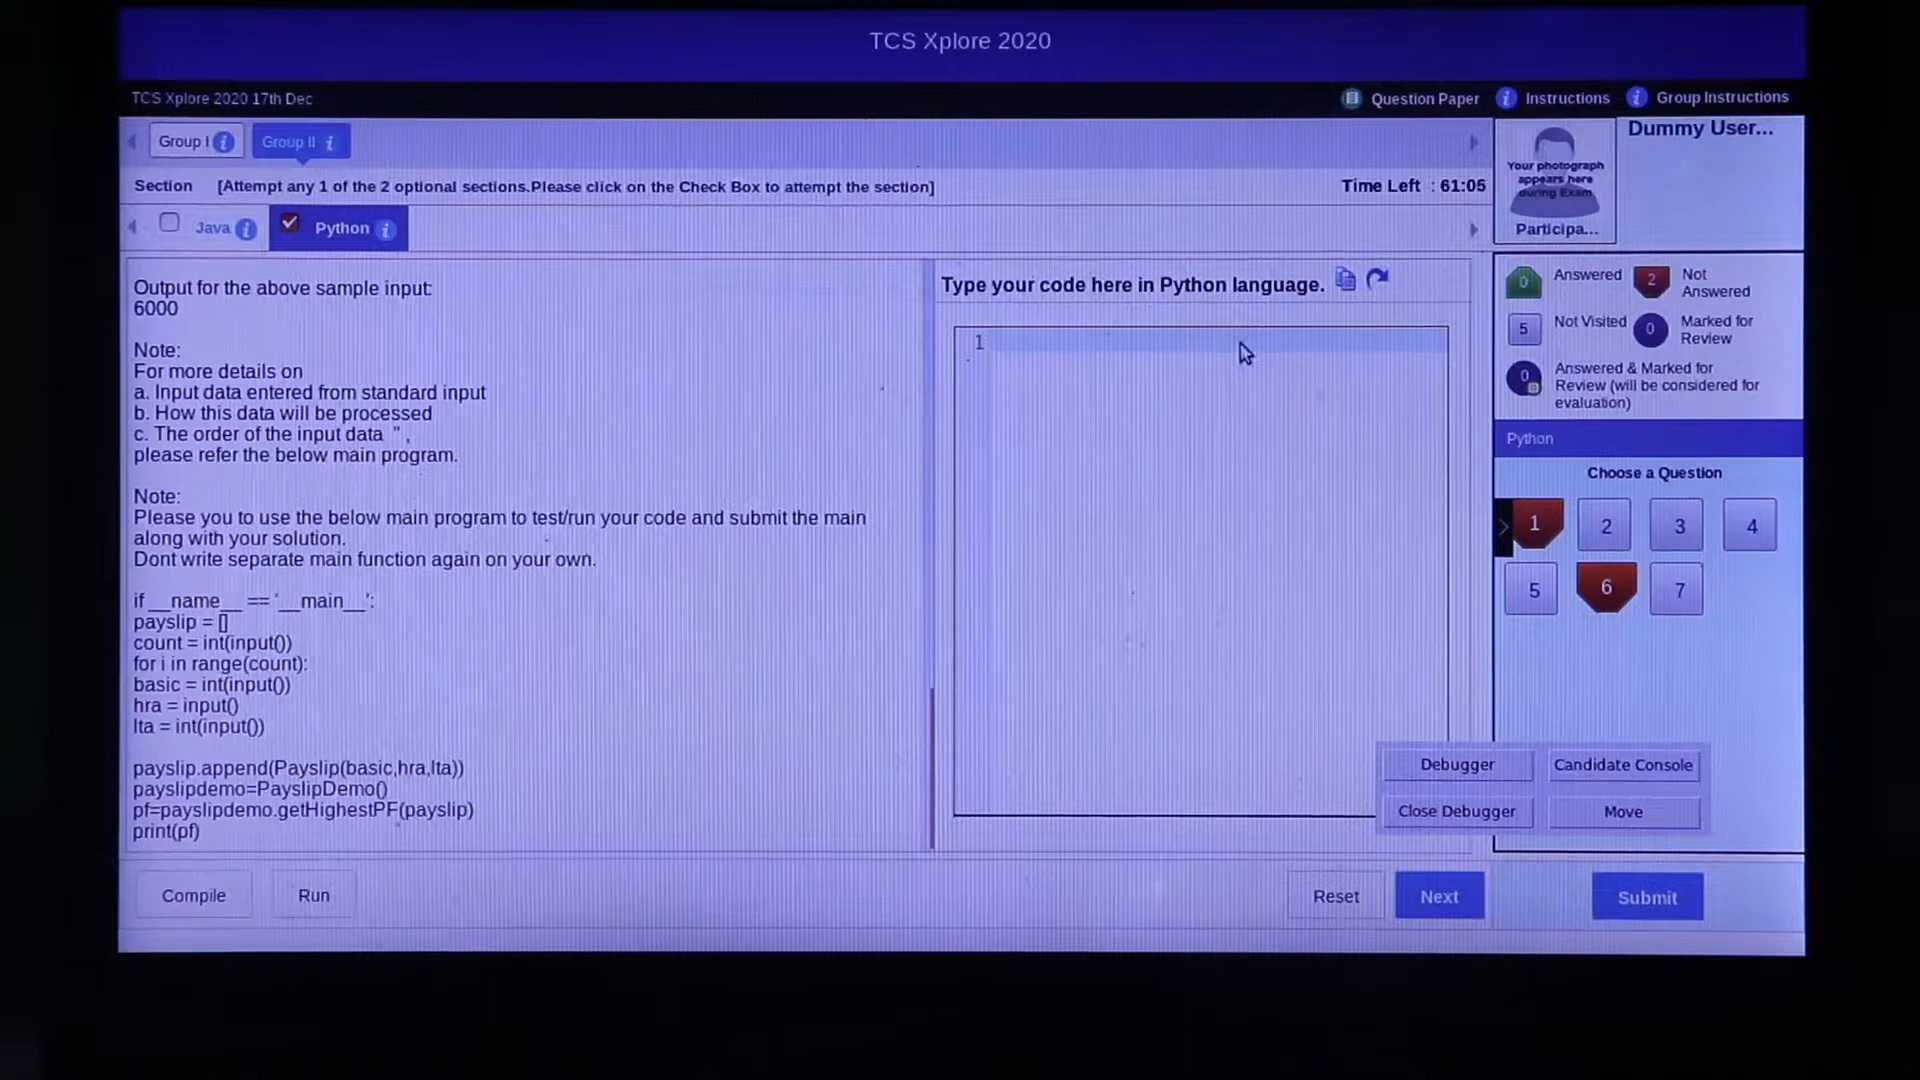 TCS Xplore 2020
TCS Xplore 2020 17th Dec
Question Paper
Instructions
Group Instructions
Group I
Group II
Dummy User...
Your photograph
appears here
during Exam
Participa...
Section
[Attempt any 1 of the 2 optional sections.Please click on the Check Box to attempt the section]
Time Left : 61:05
Java
Python
Output for the above sample input:
6000
Note:
For more details on
a. Input data entered from standard input
b. How this data will be processed
c. The order of the input data " ,
please refer the below main program.
Note:
Please you to use the below main program to test/run your code and submit the main
along with your solution.
Dont write separate main function again on your own.
if __name__ == '__main__':
payslip = []
count = int(input())
for i in range(count):
basic = int(input())
hra = input()
lta = int(input())
payslip.append(Payslip(basic,hra,lta))
payslipdemo=PayslipDemo()
pf=payslipdemo.getHighestPF(payslip)
print(pf)
Type your code here in Python language.
1
0 Answered
2 Not Answered
5 Not Visited
0 Marked for Review
0 Answered & Marked for
Review (will be considered for
evaluation)
Python
Choose a Question
1 2 3 4
5 6 7
Debugger
Candidate Console
Close Debugger
Move
Compile
Run
Reset
Next
Submit